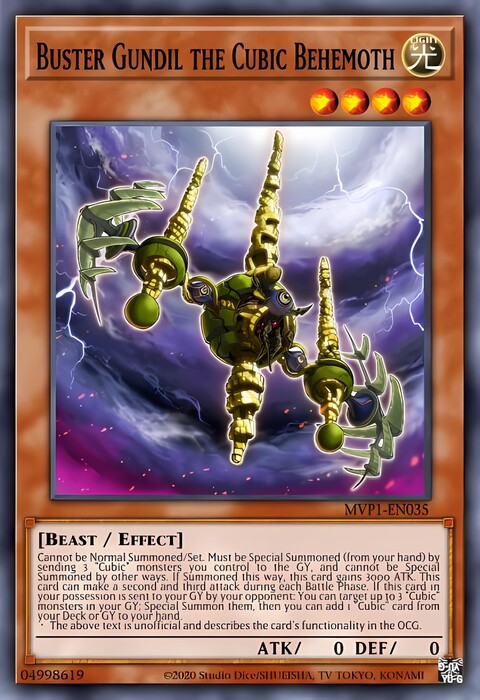 BUSTER GUNDIL THE CUBIC BEHEMOTH
LIGHT
光
MVP1-EN035
[BEAST / EFFECT]
Cannot be Normal Summoned/Set. Must be Special Summoned (from your hand) by
sending 3 "Cubic" monsters you control to the GY, and cannot be Special
Summoned by other ways. If Summoned this way, this card gains 3000 ATK. This
card can make a second and third attack during each Battle Phase. If this card in
your possession is sent to your GY by your opponent: You can target up to 3 "Cubic"
monsters in your GY; Special Summon them, then you can add 1 "Cubic" card from
your Deck or GY to your hand.
* The above text is unofficial and describes the card's functionality in the OCG.
ATK/ 0 DEF/ 0
04998619
©2020 Studio Dice/SHUEISHA, TV TOKYO, KONAMI